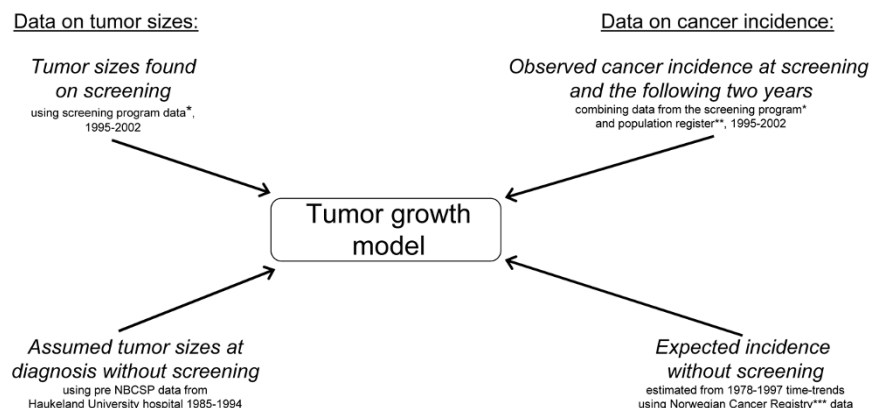 Data on tumor sizes:
Data on cancer incidence:
Tumor sizes found
on screening
using screening program data*,
1995-2002
Observed cancer incidence at screening
and the following two years
combining data from the screening program*
and population register**, 1995-2002
Tumor growth
model
Assumed tumor sizes at
diagnosis without screening
using pre NBCSP data from
Haukeland University hospital 1985-1994
Expected incidence
without screening
estimated from 1978-1997 time-trends
using Norwegian Cancer Registry*** data